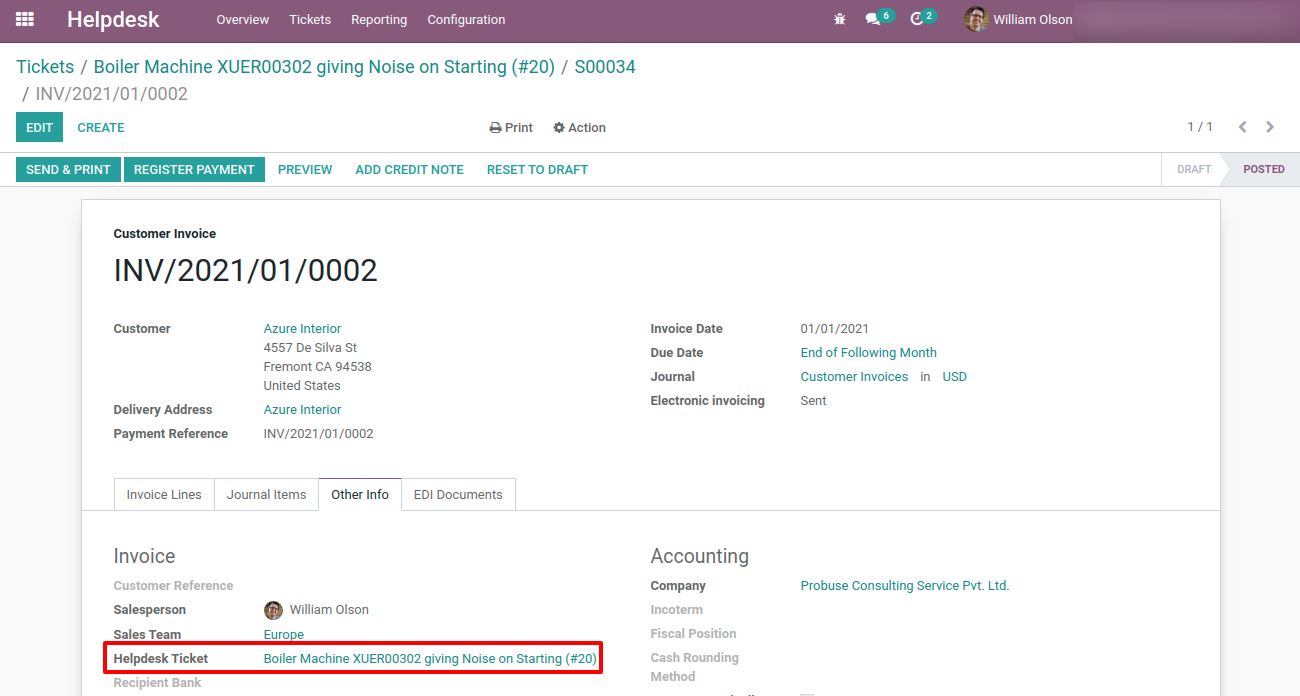 Helpdesk Overview Tickets Reporting Configuration 6 2 William Olson
Tickets / Boiler Machine XUER00302 giving Noise on Starting (#20) / S00034
/ INV/2021/01/0002
EDIT CREATE Print Action 1 / 1
SEND & PRINT REGISTER PAYMENT PREVIEW ADD CREDIT NOTE RESET TO DRAFT DRAFT POSTED
Customer Invoice
INV/2021/01/0002
Customer Azure Interior Invoice Date 01/01/2021
4557 De Silva St
Due Date End of Following Month
Fremont CA 94538
Journal Customer Invoices in USD
United States
Electronic invoicing Sent
Delivery Address Azure Interior
Payment Reference INV/2021/01/0002
Invoice Lines Journal Items Other Info EDI Documents
Invoice Accounting
Customer Reference Company Probuse Consulting Service Pvt. Ltd.
Salesperson William Olson Incoterm
Sales Team Europe Fiscal Position
Helpdesk Ticket Boiler Machine XUER00302 giving Noise on Starting (#20) Cash Rounding
Method
Recipient Bank